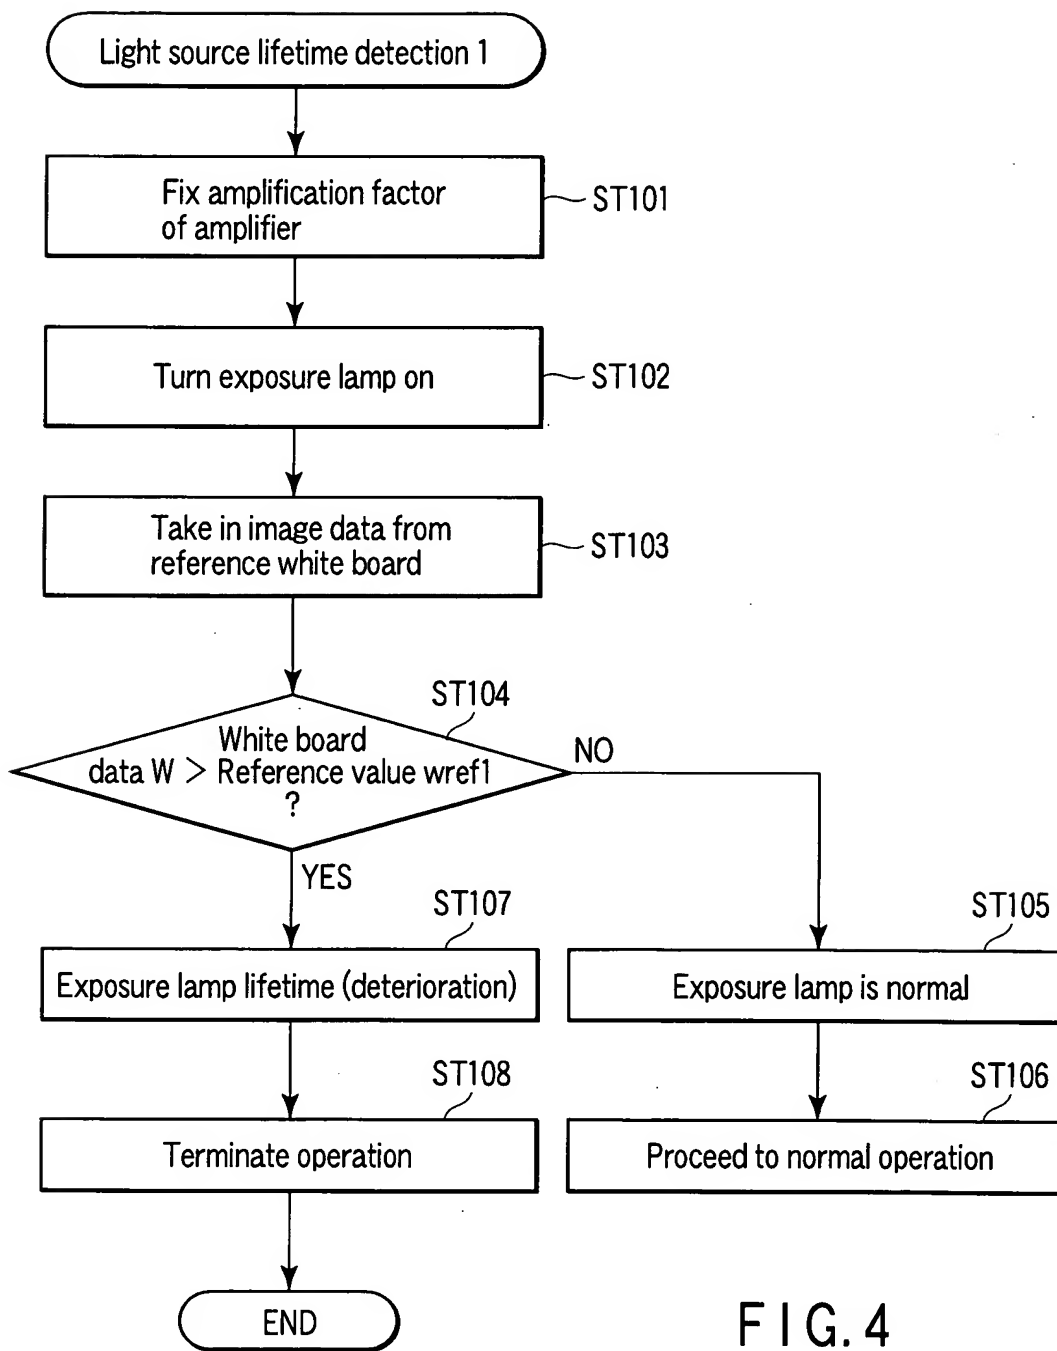 Light source lifetime detection 1
Fix amplification factor
of amplifier
ST101
Turn exposure lamp on
ST102
Take in image data from
reference white board
ST103
ST104
White board
data W > Reference value wref1
?
NO
YES
ST107
Exposure lamp lifetime (deterioration)
ST105
Exposure lamp is normal
ST108
Terminate operation
ST106
Proceed to normal operation
END
FIG. 4